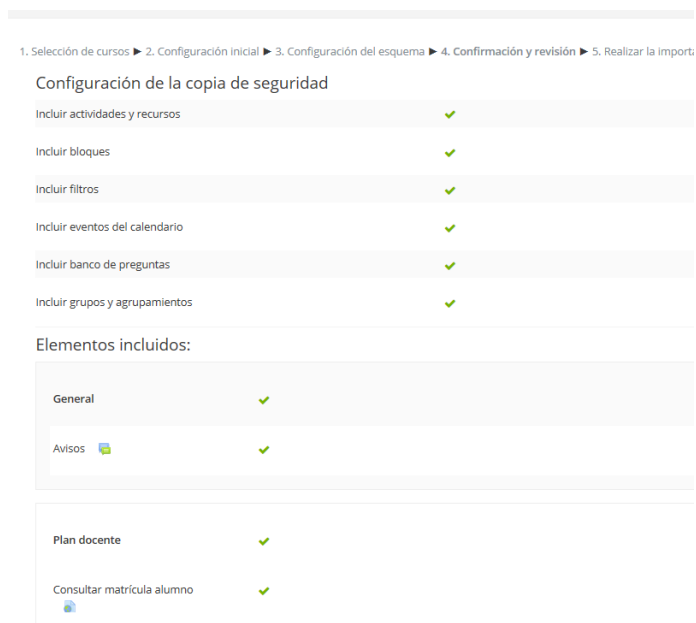 1. Selección de cursos ► 2. Configuración inicial ► 3. Configuración del esquema ► 4. Confirmación y revisión ► 5. Realizar la importa
Configuración de la copia de seguridad
Incluir actividades y recursos
Incluir bloques
Incluir filtros
Incluir eventos del calendario
Incluir banco de preguntas
Incluir grupos y agrupamientos
Elementos incluidos:
General
Avisos
Plan docente
Consultar matrícula alumno